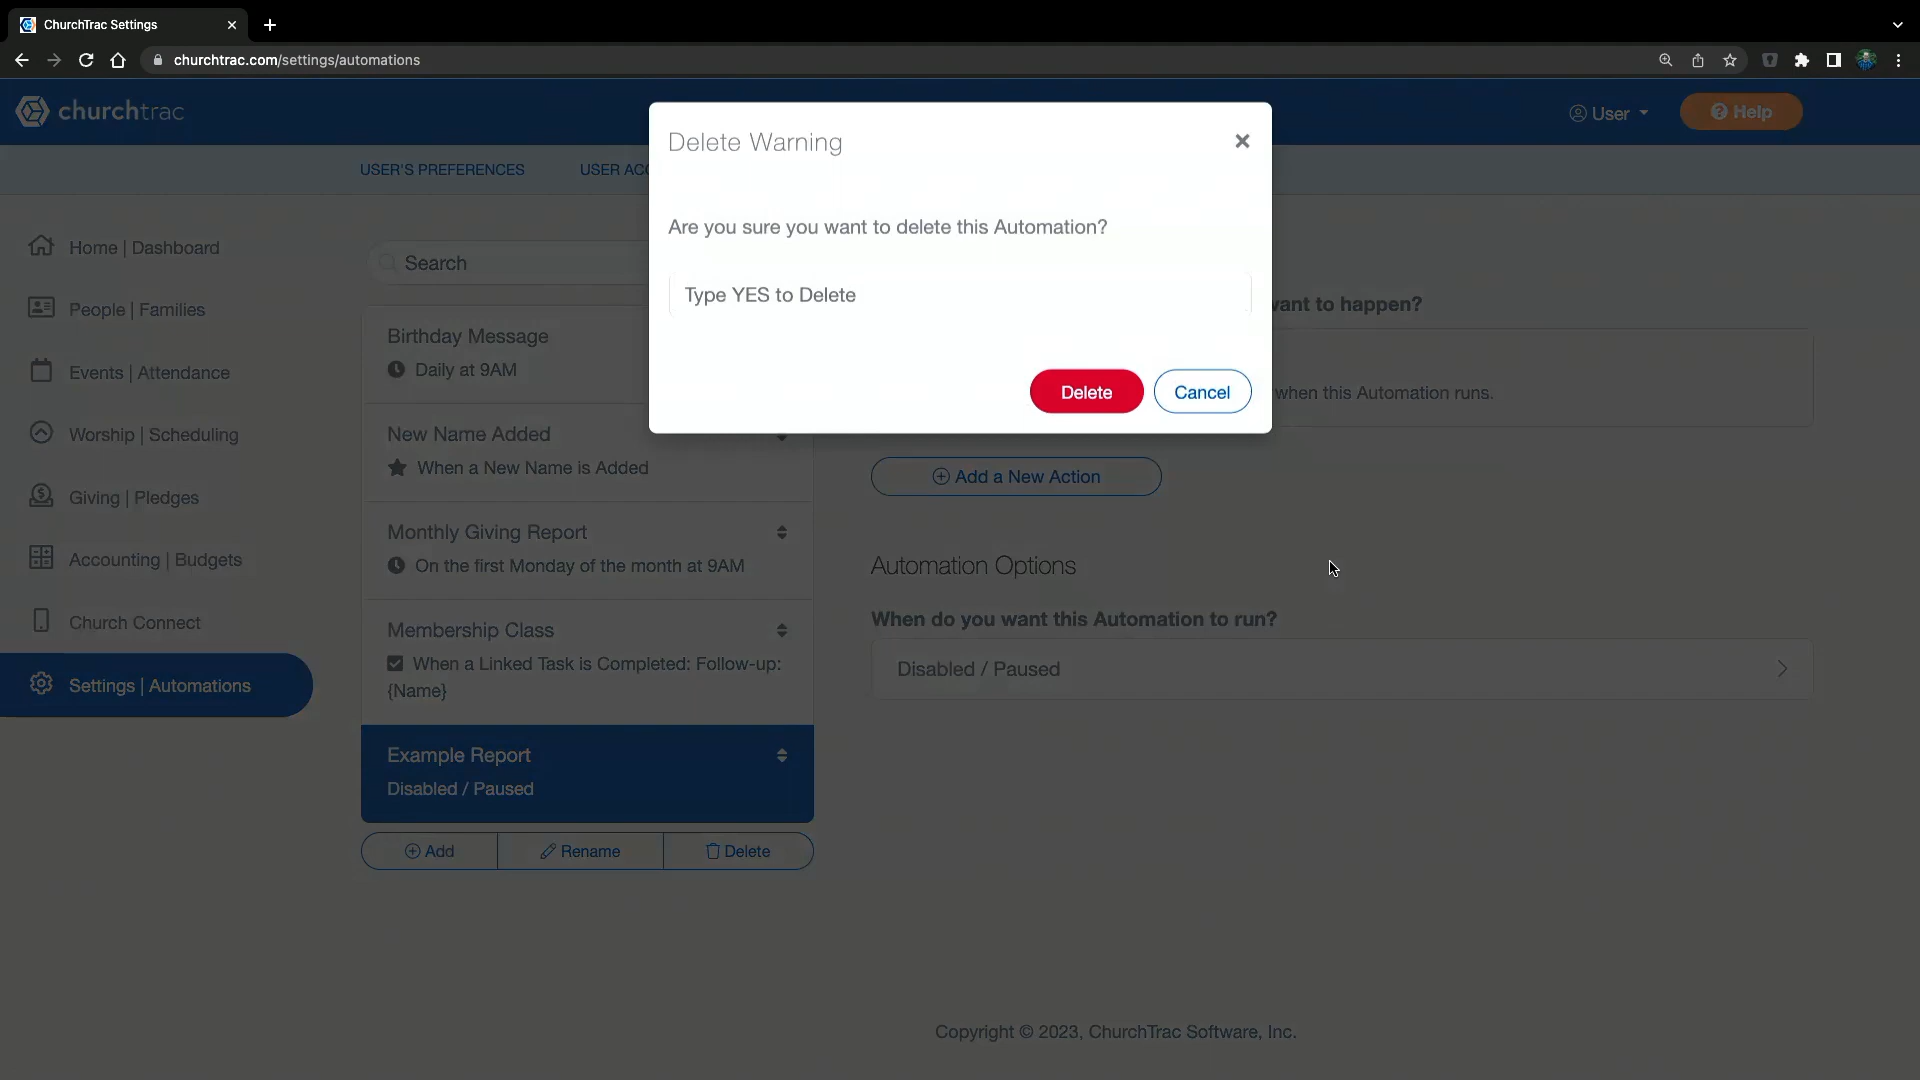 ChurchTrac Settings
churchtrac.com/settings/automations
churchtrac
User
Help
USER'S PREFERENCES
USER ACC
Delete Warning
Are you sure you want to delete this Automation?
Type YES to Delete
Delete
Cancel
Home | Dashboard
People | Families
Events | Attendance
Worship | Scheduling
Giving | Pledges
Accounting | Budgets
Church Connect
Settings | Automations
Search
Birthday Message
Daily at 9AM
New Name Added
When a New Name is Added
Monthly Giving Report
On the first Monday of the month at 9AM
Membership Class
When a Linked Task is Completed: Follow-up:
{Name}
Example Report
Disabled / Paused
Add
Rename
Delete
want to happen?
when this Automation runs.
Add a New Action
Automation Options
When do you want this Automation to run?
Disabled / Paused
Copyright © 2023, ChurchTrac Software, Inc.